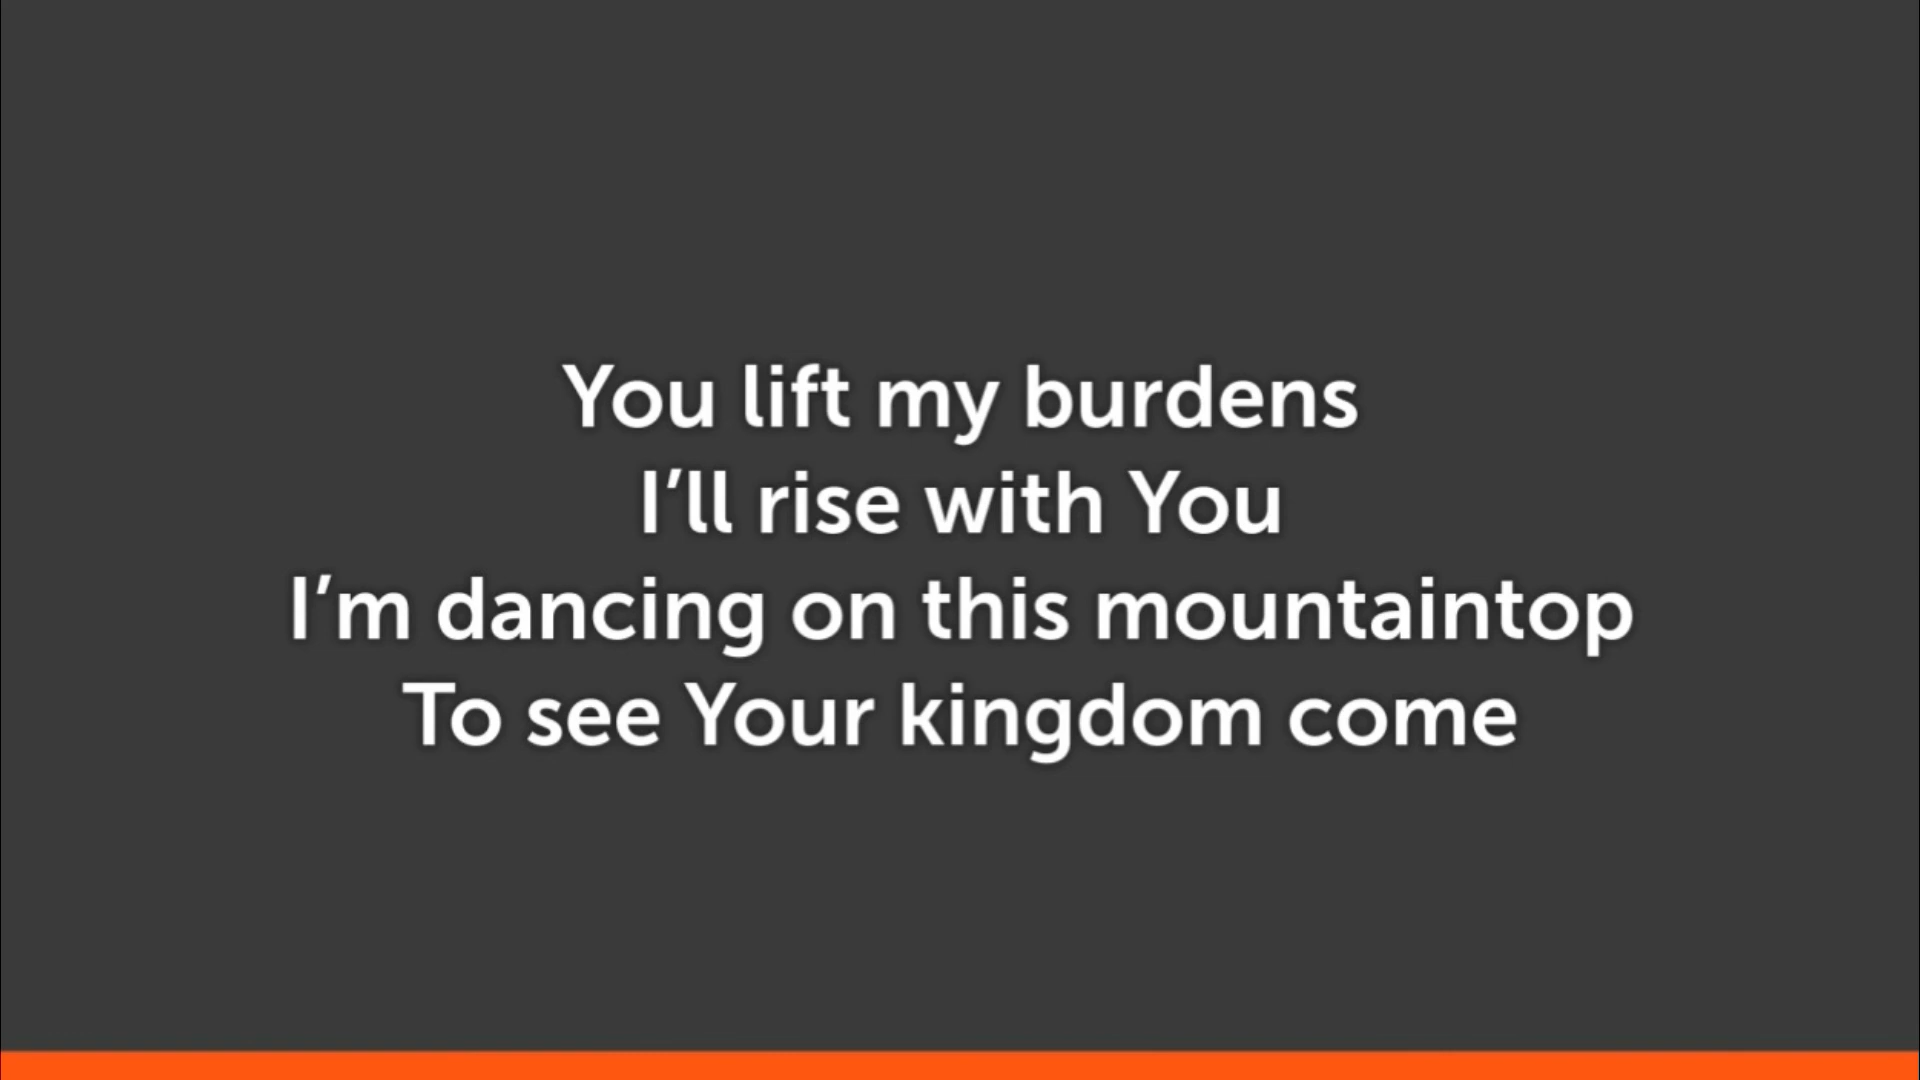 You lift my burdens
I’ll rise with You
I’m dancing on this mountaintop
To see Your kingdom come